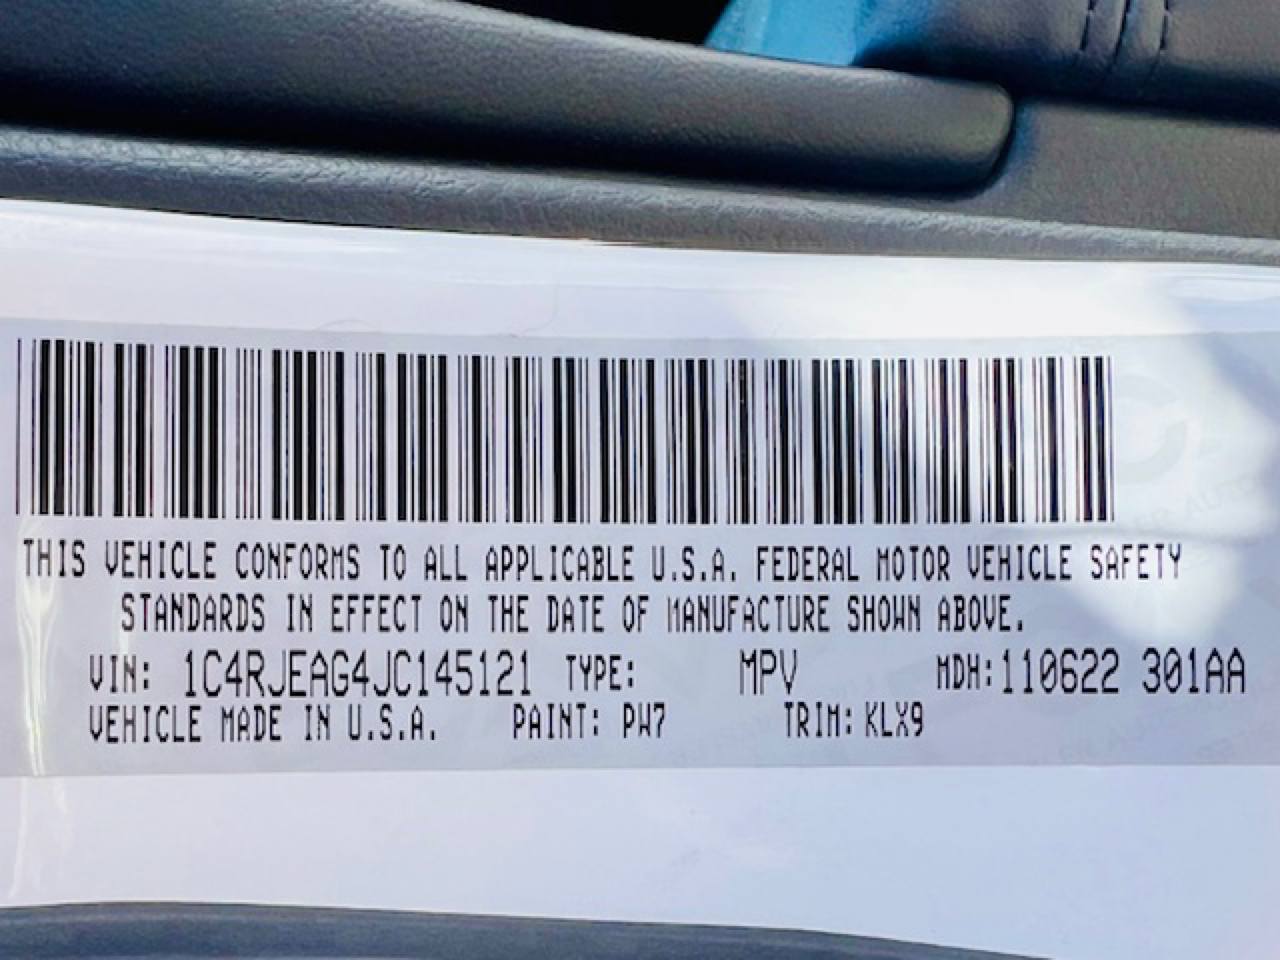 THIS VEHICLE CONFORMS TO ALL APPLICABLE U.S.A. FEDERAL MOTOR VEHICLE SAFETY
STANDARDS IN EFFECT ON THE DATE OF MANUFACTURE SHOWN ABOVE.
VIN: 1C4RJEAG4JC145121 TYPE: MPV MDH:110622 301AA
VEHICLE MADE IN U.S.A. PAINT: PW7 TRIM: KLX9